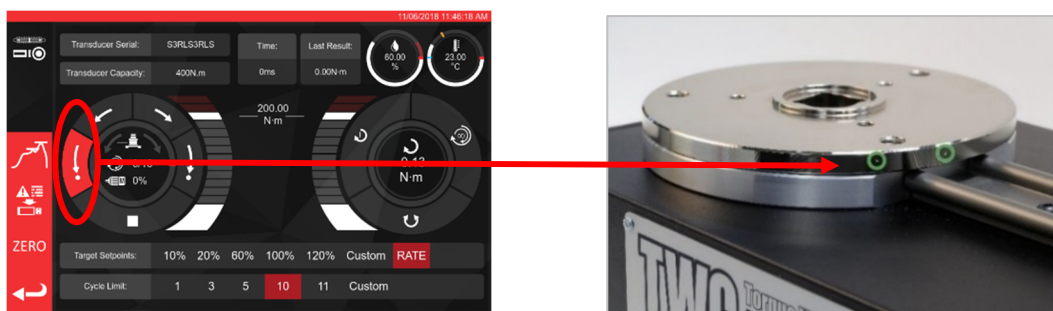 11/06/2018 11:46:18 AM
Transducer Serial: S3RLS3RLS Time: Last Result: 60.00 % 23.00 °C
Transducer Capacity: 400N.m 0ms 0.00N·m
200.00
N·m
0%
N·m
ZERO
Target Setpoints: 10% 20% 60% 100% 120% Custom RATE
Cycle Limit: 1 3 5 10 11 Custom